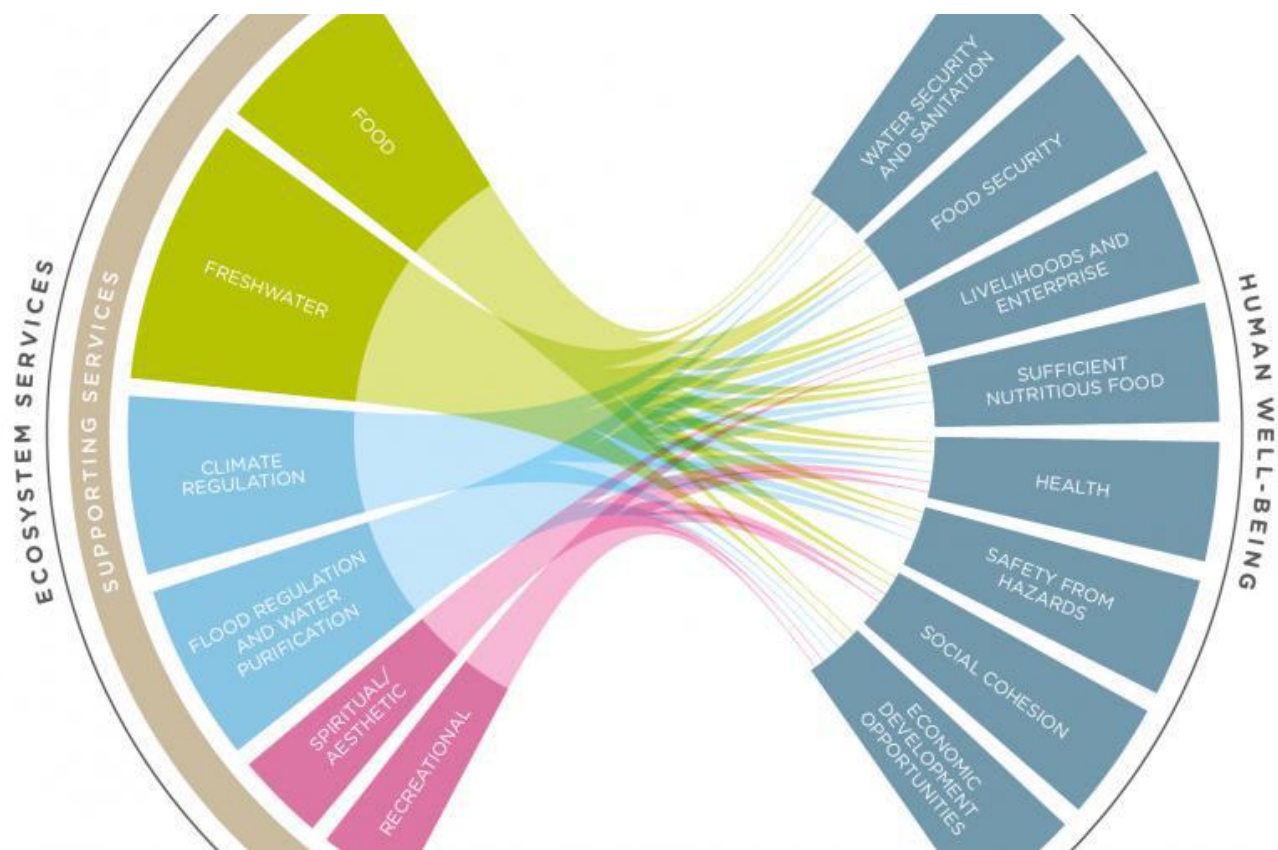 ECOSYSTEM SERVICES
SUPPORTING SERVICES
FOOD
FRESHWATER
CLIMATE
REGULATION
FLOOD REGULATION
AND WATER
PURIFICATION
SPIRITUAL/
AESTHETIC
RECREATIONAL
WATER SECURITY
AND SANITATION
FOOD SECURITY
LIVELIHOODS AND
ENTERPRISE
SUFFICIENT
NUTRITIOUS FOOD
HEALTH
SAFETY FROM
HAZARDS
SOCIAL COHESION
ECONOMIC
DEVELOPMENT
OPPORTUNITIES
HUMAN WELL-BEING